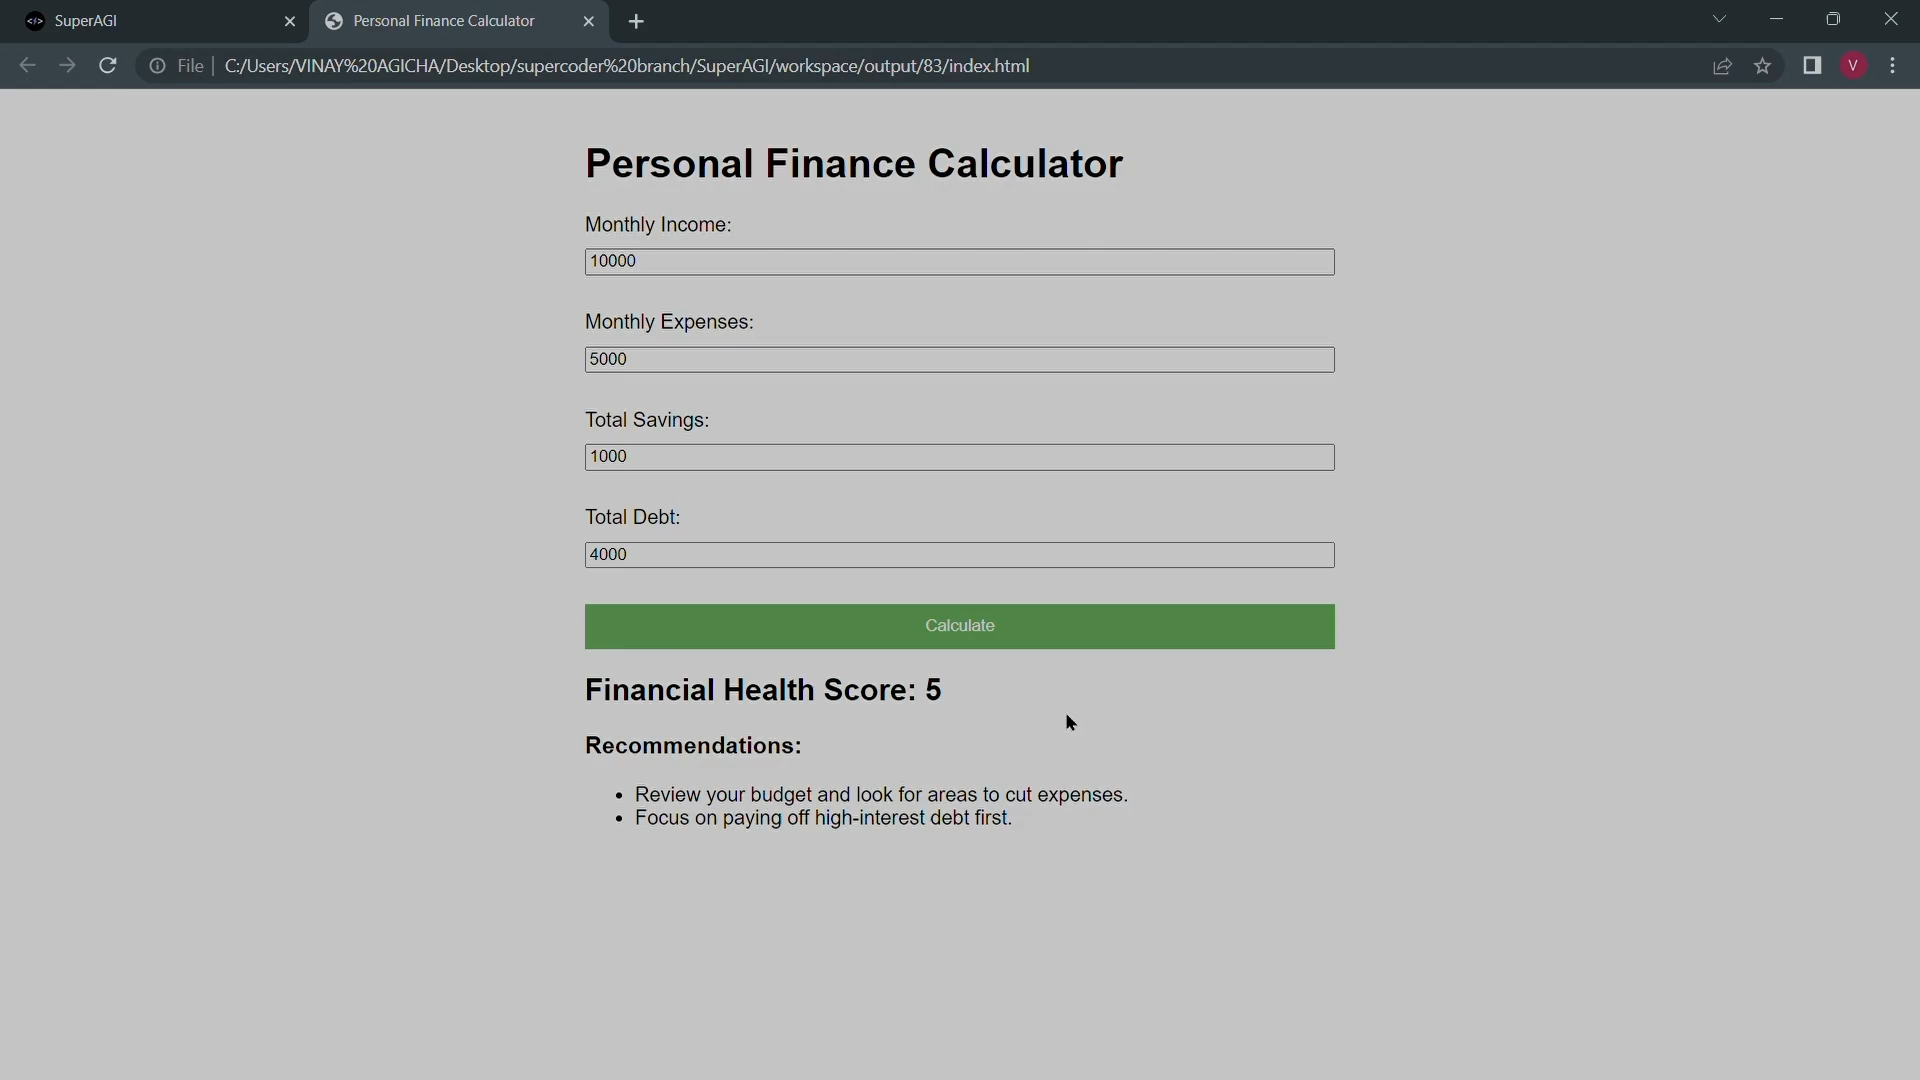 SuperAGI
Personal Finance Calculator
File
C:/Users/VINAY%20AGICHA/Desktop/supercoder%20branch/SuperAGI/workspace/output/83/index.html
V
Personal Finance Calculator
Monthly Income:
10000
Monthly Expenses:
5000
Total Savings:
1000
Total Debt:
4000
Calculate
Financial Health Score: 5
Recommendations:
• Review your budget and look for areas to cut expenses.
• Focus on paying off high-interest debt first.